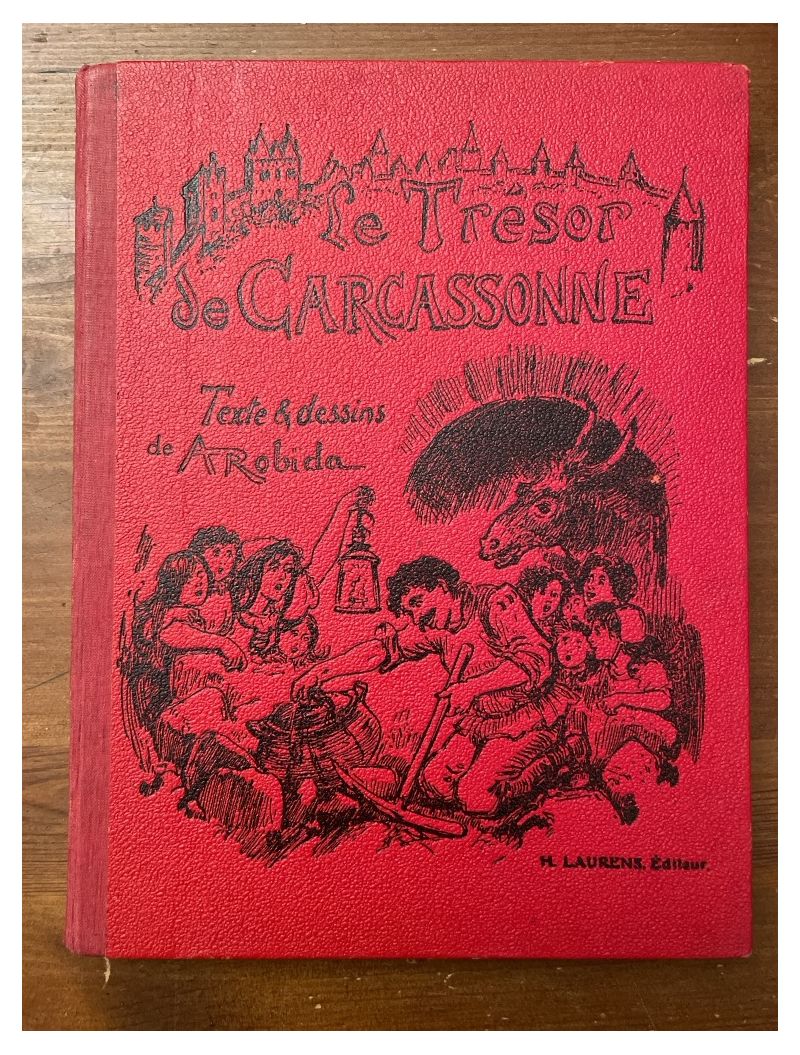 Le Trésor
de CARCASSONNE
Texte & dessins
de A Robida
H. LAURENS, Éditeur.